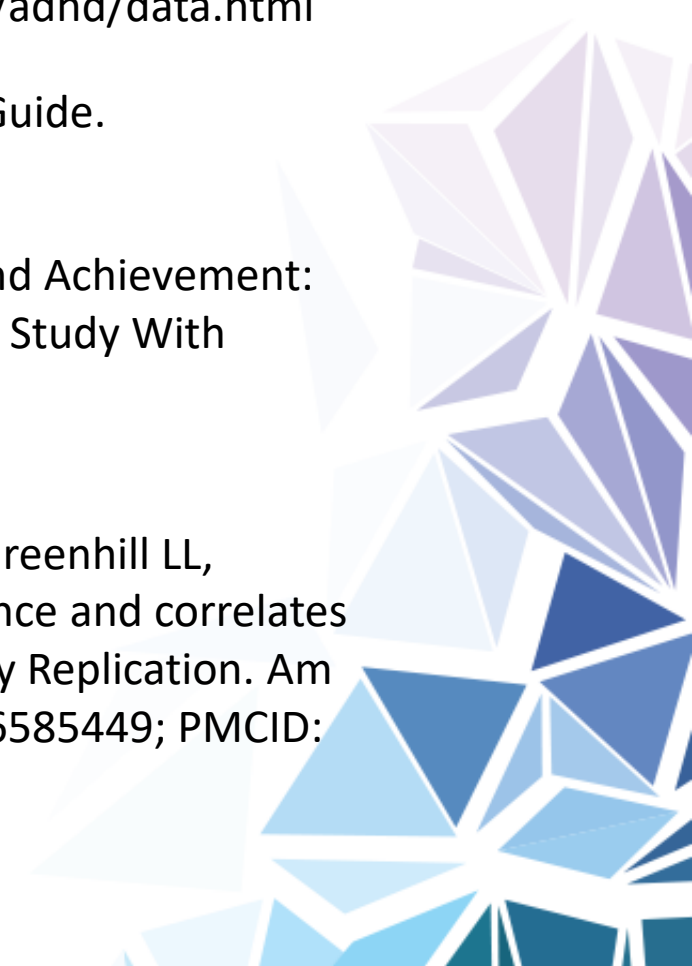 /adhd/data.html
Guide.
nd Achievement:
Study With
reenhill LL,
nce and correlates
y Replication. Am
6585449; PMCID: